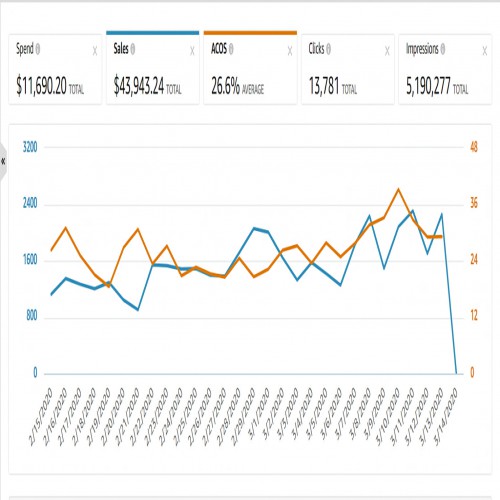 Spend Sales ACOS Clicks Impressions
$11,690.20 TOTAL $43,943.24 TOTAL 26.6% AVERAGE 13,781 TOTAL 5,190,277 TOTAL
«
3200 48
2400 36
1600 24
800 12
0 0
2/15/2020 2/16/2020 2/17/2020 2/18/2020 2/19/2020 2/20/2020 2/21/2020 2/22/2020 2/23/2020 2/24/2020 2/25/2020 2/26/2020 2/27/2020 2/28/2020 2/29/2020 3/1/2020 3/2/2020 3/3/2020 3/4/2020 3/5/2020 3/6/2020 3/7/2020 3/8/2020 3/9/2020 3/10/2020 3/11/2020 3/12/2020 3/13/2020 3/14/2020